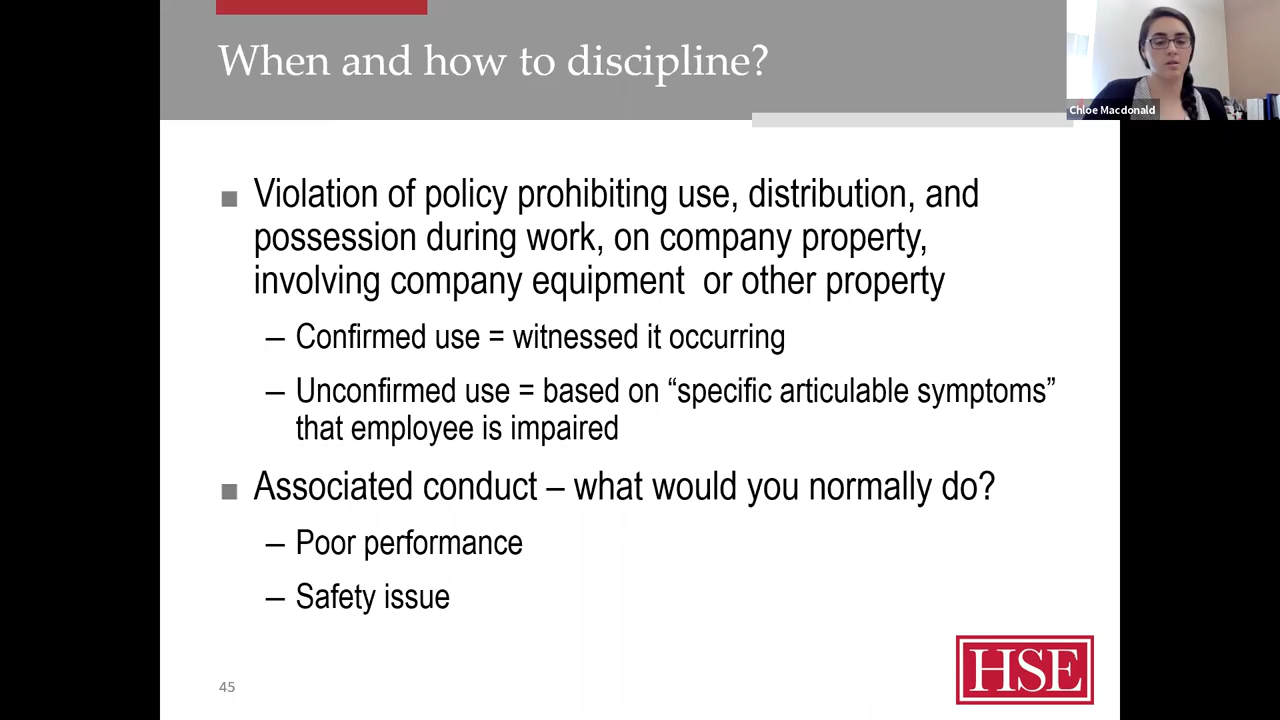 When and how to discipline?
Chloe Macdonald
■ Violation of policy prohibiting use, distribution, and
possession during work, on company property,
involving company equipment  or other property
– Confirmed use = witnessed it occurring
– Unconfirmed use = based on “specific articulable symptoms”
that employee is impaired
■ Associated conduct – what would you normally do?
– Poor performance
– Safety issue
45
HSE